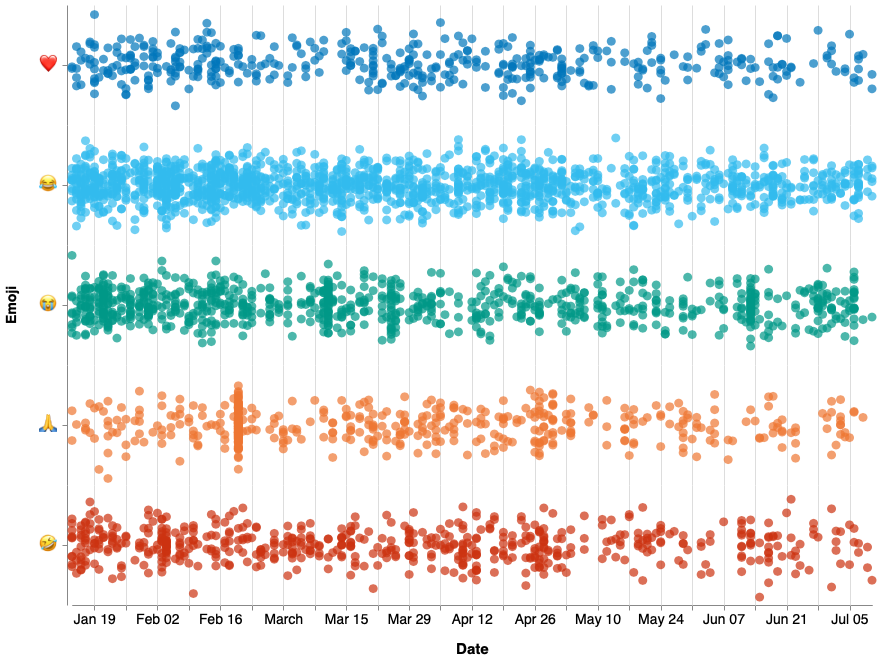 Emoji
❤️
😂
😭
🙏
🤣
Jan 19 Feb 02 Feb 16 March Mar 15 Mar 29 Apr 12 Apr 26 May 10 May 24 Jun 07 Jun 21 Jul 05
Date